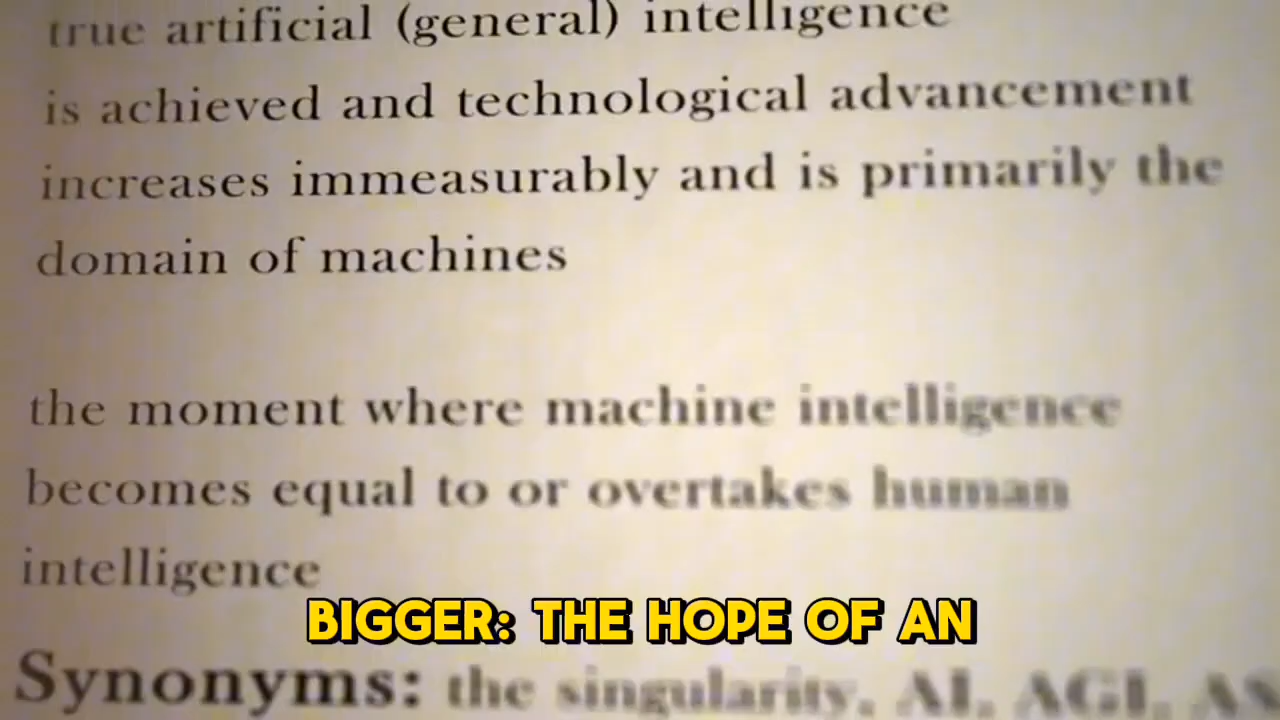 true artificial (general) intelligence
is achieved and technological advancement
increases immeasurably and is primarily the
domain of machines
the moment where machine intelligence
becomes equal to or overtakes human
intelligence
BIGGER: THE HOPE OF AN
Synonyms: the singularity, AI, AGI,